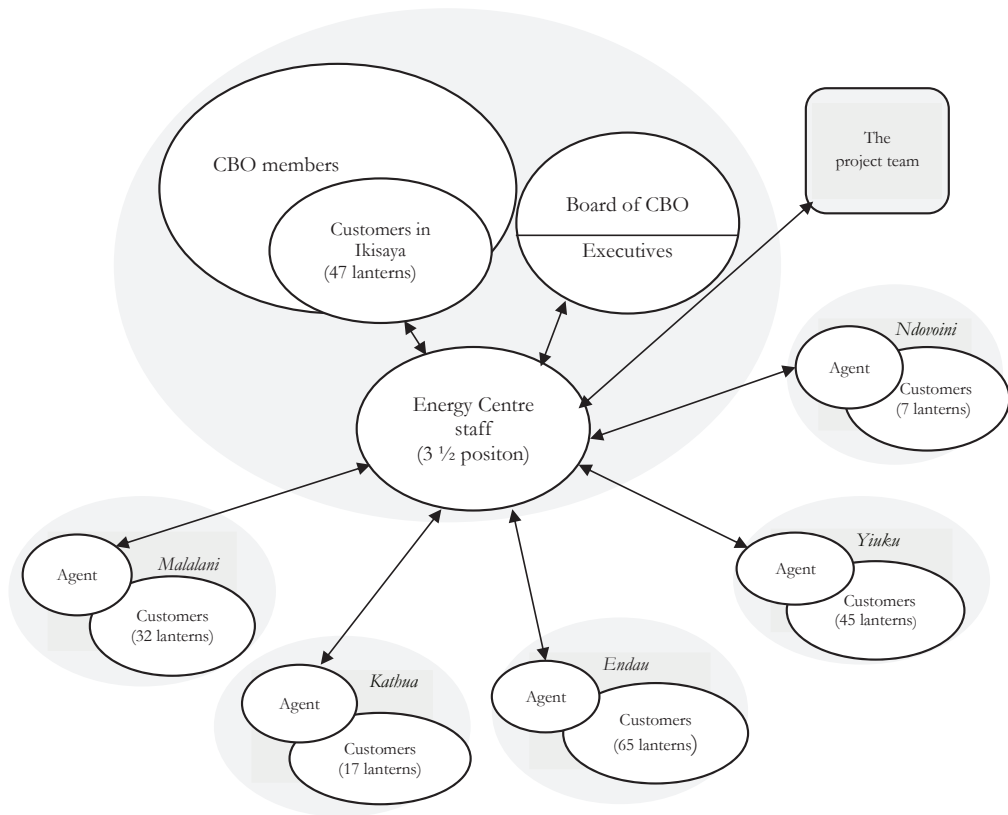 CBO members
Customers in
Ikisaya
(47 lanterns)
Board of CBO
Executives
The
project team
Energy Centre
staff
(3 ½ positon)
Ndovoini
Agent
Customers
(7 lanterns)
Yiuku
Agent
Customers
(45 lanterns)
Malalani
Agent
Customers
(32 lanterns)
Kathua
Agent
Customers
(17 lanterns)
Endau
Agent
Customers
(65 lanterns)